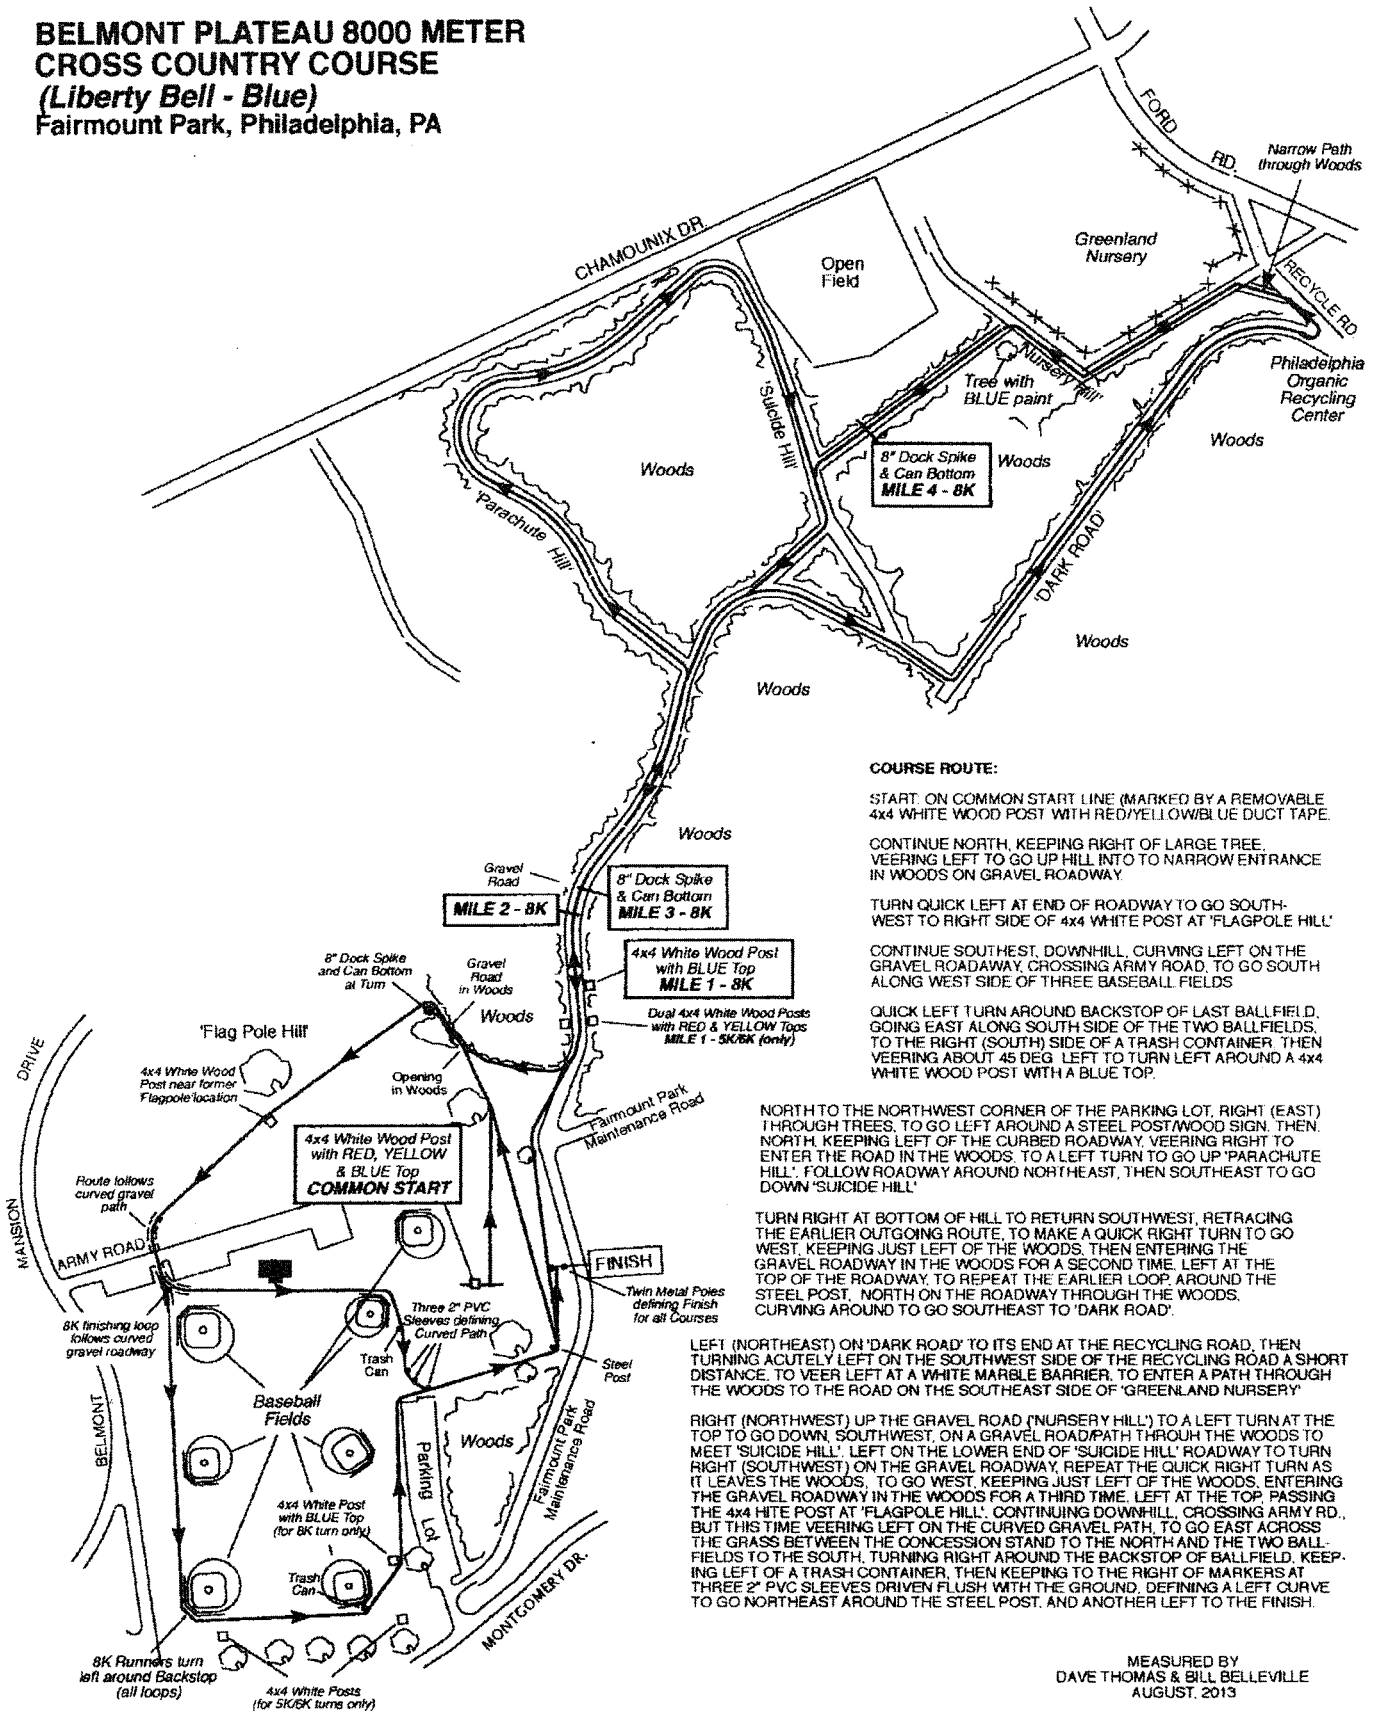 BELMONT PLATEAU 8000 METER
CROSS COUNTRY COURSE
(Liberty Bell - Blue)
Fairmount Park, Philadelphia, PA
FORD
RD.
Narrow Path
through Woods
CHAMOUNIX DR.
Open
Field
Greenland
Nursery
RECYCLE RD
Nursery Hill'
Tree with
BLUE paint
Philadelphia
Organic
Recycling
Center
'Suicide Hill'
Woods
8" Dock Spike
& Can Bottom
MILE 4 - 8K
Woods
Woods
'Parachute Hill'
'DARK ROAD'
Woods
Woods
COURSE ROUTE:
START: ON COMMON START LINE (MARKED BY A REMOVABLE
4x4 WHITE WOOD POST WITH RED/YELLOW/BLUE DUCT TAPE.
CONTINUE NORTH, KEEPING RIGHT OF LARGE TREE,
VEERING LEFT TO GO UP HILL INTO TO NARROW ENTRANCE
IN WOODS ON GRAVEL ROADWAY
TURN QUICK LEFT AT END OF ROADWAY TO GO SOUTH-
WEST TO RIGHT SIDE OF 4x4 WHITE POST AT 'FLAGPOLE HILL'
CONTINUE SOUTHEST, DOWNHILL, CURVING LEFT ON THE
GRAVEL ROADAWAY, CROSSING ARMY ROAD, TO GO SOUTH
ALONG WEST SIDE OF THREE BASEBALL FIELDS
QUICK LEFT TURN AROUND BACKSTOP OF LAST BALLFIELD,
GOING EAST ALONG SOUTH SIDE OF THE TWO BALLFIELDS,
TO THE RIGHT (SOUTH) SIDE OF A TRASH CONTAINER, THEN
VEERING ABOUT 45 DEG LEFT TO TURN LEFT AROUND A 4x4
WHITE WOOD POST WITH A BLUE TOP.
NORTH TO THE NORTHWEST CORNER OF THE PARKING LOT, RIGHT (EAST)
THROUGH TREES, TO GO LEFT AROUND A STEEL POST/WOOD SIGN. THEN,
NORTH, KEEPING LEFT OF THE CURBED ROADWAY, VEERING RIGHT TO
ENTER THE ROAD IN THE WOODS, TO A LEFT TURN TO GO UP 'PARACHUTE
HILL', FOLLOW ROADWAY AROUND NORTHEAST, THEN SOUTHEAST TO GO
DOWN 'SUICIDE HILL'
TURN RIGHT AT BOTTOM OF HILL TO RETURN SOUTHWEST, RETRACING
THE EARLIER OUTGOING ROUTE, TO MAKE A QUICK RIGHT TURN TO GO
WEST, KEEPING JUST LEFT OF THE WOODS, THEN ENTERING THE
GRAVEL ROADWAY IN THE WOODS FOR A SECOND TIME, LEFT AT THE
TOP OF THE ROADWAY, TO REPEAT THE EARLIER LOOP, AROUND THE
STEEL POST, NORTH ON THE ROADWAY THROUGH THE WOODS,
CURVING AROUND TO GO SOUTHEAST TO 'DARK ROAD'.
LEFT (NORTHEAST) ON 'DARK ROAD' TO ITS END AT THE RECYCLING ROAD, THEN
TURNING ACUTELY LEFT ON THE SOUTHWEST SIDE OF THE RECYCLING ROAD A SHORT
DISTANCE, TO VEER LEFT AT A WHITE MARBLE BARRIER, TO ENTER A PATH THROUGH
THE WOODS TO THE ROAD ON THE SOUTHEAST SIDE OF 'GREENLAND NURSERY'
RIGHT (NORTHWEST) UP THE GRAVEL ROAD ('NURSERY HILL') TO A LEFT TURN AT THE
TOP TO GO DOWN, SOUTHWEST, ON A GRAVEL ROAD/PATH THROUH THE WOODS TO
MEET 'SUICIDE HILL', LEFT ON THE LOWER END OF 'SUICIDE HILL' ROADWAY TO TURN
RIGHT (SOUTHWEST) ON THE GRAVEL ROADWAY, REPEAT THE QUICK RIGHT TURN AS
IT LEAVES THE WOODS, TO GO WEST, KEEPING JUST LEFT OF THE WOODS, ENTERING
THE GRAVEL ROADWAY IN THE WOODS FOR A THIRD TIME, LEFT AT THE TOP, PASSING
THE 4x4 HITE POST AT 'FLAGPOLE HILL', CONTINUING DOWNHILL, CROSSING ARMY RD.,
BUT THIS TIME VEERING LEFT ON THE CURVED GRAVEL PATH, TO GO EAST ACROSS
THE GRASS BETWEEN THE CONCESSION STAND TO THE NORTH AND THE TWO BALL-
FIELDS TO THE SOUTH, TURNING RIGHT AROUND THE BACKSTOP OF BALLFIELD, KEEP-
ING LEFT OF A TRASH CONTAINER, THEN KEEPING TO THE RIGHT OF MARKERS AT
THREE 2" PVC SLEEVES DRIVEN FLUSH WITH THE GROUND, DEFINING A LEFT CURVE
TO GO NORTHEAST AROUND THE STEEL POST, AND ANOTHER LEFT TO THE FINISH.
MEASURED BY
DAVE THOMAS & BILL BELLEVILLE
AUGUST, 2013
Woods
Gravel
Road
MILE 2 - 8K
8" Dock Spike
& Can Bottom
MILE 3 - 8K
4x4 White Wood Post
with BLUE Top
MILE 1 - 8K
Dual 4x4 White Wood Posts
with RED & YELLOW Tops
MILE 1 - 5K/6K (only)
8" Dock Spike
and Can Bottom
at Turn
Gravel
Road
in Woods
Woods
'Flag Pole Hill'
4x4 White Wood
Post near former
'Flagpole' location
Opening
in Woods
Fairmount Park
Maintenance Road
4x4 White Wood Post
with RED, YELLOW
& BLUE Top
COMMON START
Route follows
curved gravel
path
BELMONT
MANSION
DRIVE
ARMY ROAD
FINISH
Twin Metal Poles
defining Finish
for all Courses
8K finishing loop
follows curved
gravel roadway
Three 2" PVC
Sleeves defining
Curved Path
Trash
Can
Steel
Post
Baseball
Fields
Woods
Parking Lot
Fairmount Park
Maintenance Road
4x4 White Post
with BLUE Top
(for 8K turn only)
Trash
Can
MONTGOMERY DR.
8K Runners turn
left around Backstop
(all loops)
4x4 White Posts
(for 5K/6K turns only)